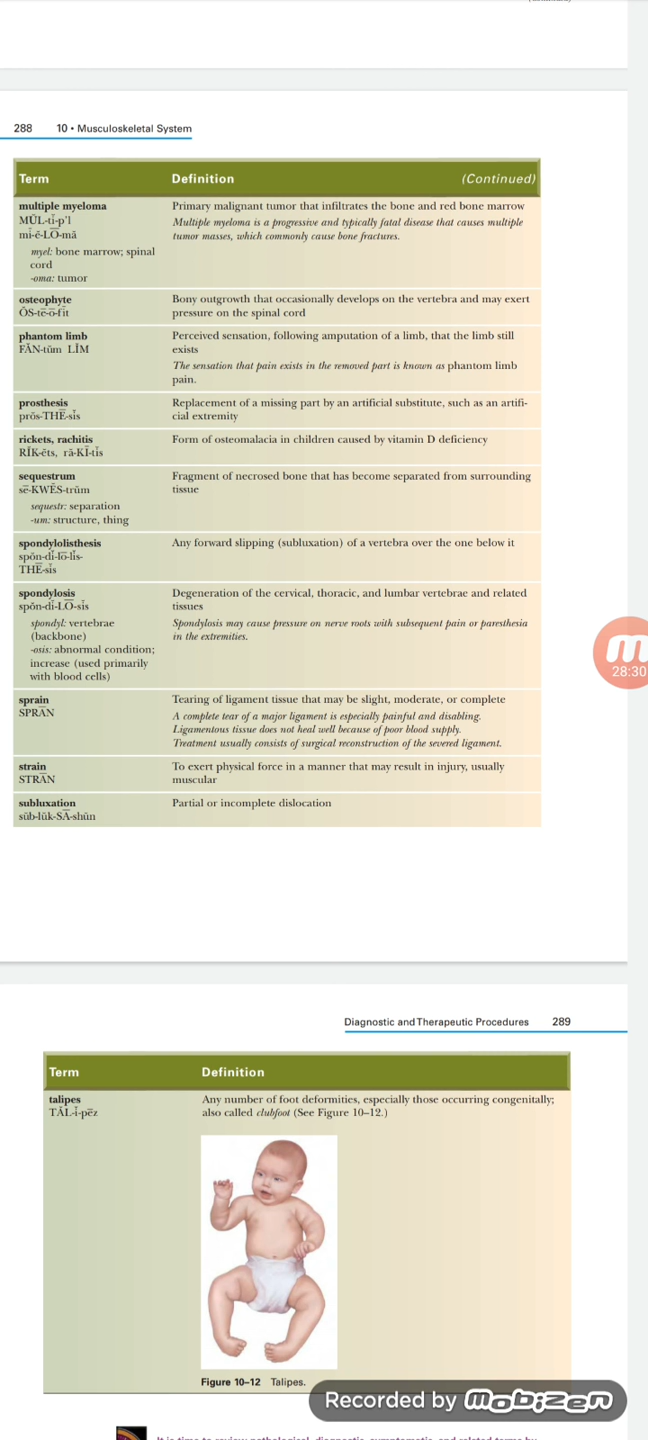 288 10 • Musculoskeletal System
Term Definition (Continued)
multiple myeloma Primary malignant tumor that infiltrates the bone and red bone marrow
MŬL-tĭ-p'l Multiple myeloma is a progressive and typically fatal disease that causes multiple
mī-ĕ-LŌ-mă tumor masses, which commonly cause bone fractures.
myel: bone marrow; spinal
cord
-oma: tumor
osteophyte Bony outgrowth that occasionally develops on the vertebra and may exert
ŎS-tē-ō-fīt pressure on the spinal cord
phantom limb Perceived sensation, following amputation of a limb, that the limb still
FĂN-tŭm LĬM exists
The sensation that pain exists in the removed part is known as phantom limb
pain.
prosthesis Replacement of a missing part by an artificial substitute, such as an artifi-
prŏs-THĒ-sĭs cial extremity
rickets, rachitis Form of osteomalacia in children caused by vitamin D deficiency
RĬK-ĕts, ră-KĪ-tĭs
sequestrum Fragment of necrosed bone that has become separated from surrounding
sē-KWĔS-trŭm tissue
sequestr: separation
-um: structure, thing
spondylolisthesis Any forward slipping (subluxation) of a vertebra over the one below it
spŏn-dĭ-lō-lĭs-
THĒ-sĭs
spondylosis Degeneration of the cervical, thoracic, and lumbar vertebrae and related
spŏn-dĭ-LŌ-sĭs tissues
spondyl: vertebrae Spondylosis may cause pressure on nerve roots with subsequent pain or paresthesia
(backbone) in the extremities.
-osis: abnormal condition;
increase (used primarily
with blood cells)
sprain Tearing of ligament tissue that may be slight, moderate, or complete
SPRĀN A complete tear of a major ligament is especially painful and disabling.
Ligamentous tissue does not heal well because of poor blood supply.
Treatment usually consists of surgical reconstruction of the severed ligament.
strain To exert physical force in a manner that may result in injury, usually
STRĀN muscular
subluxation Partial or incomplete dislocation
sŭb-lŭk-SĀ-shŭn
28:30
Diagnostic and Therapeutic Procedures 289
Term Definition
talipes Any number of foot deformities, especially those occurring congenitally;
TĂL-ĭ-pēz also called clubfoot (See Figure 10–12.)
Figure 10–12 Talipes.
Recorded by mobizen